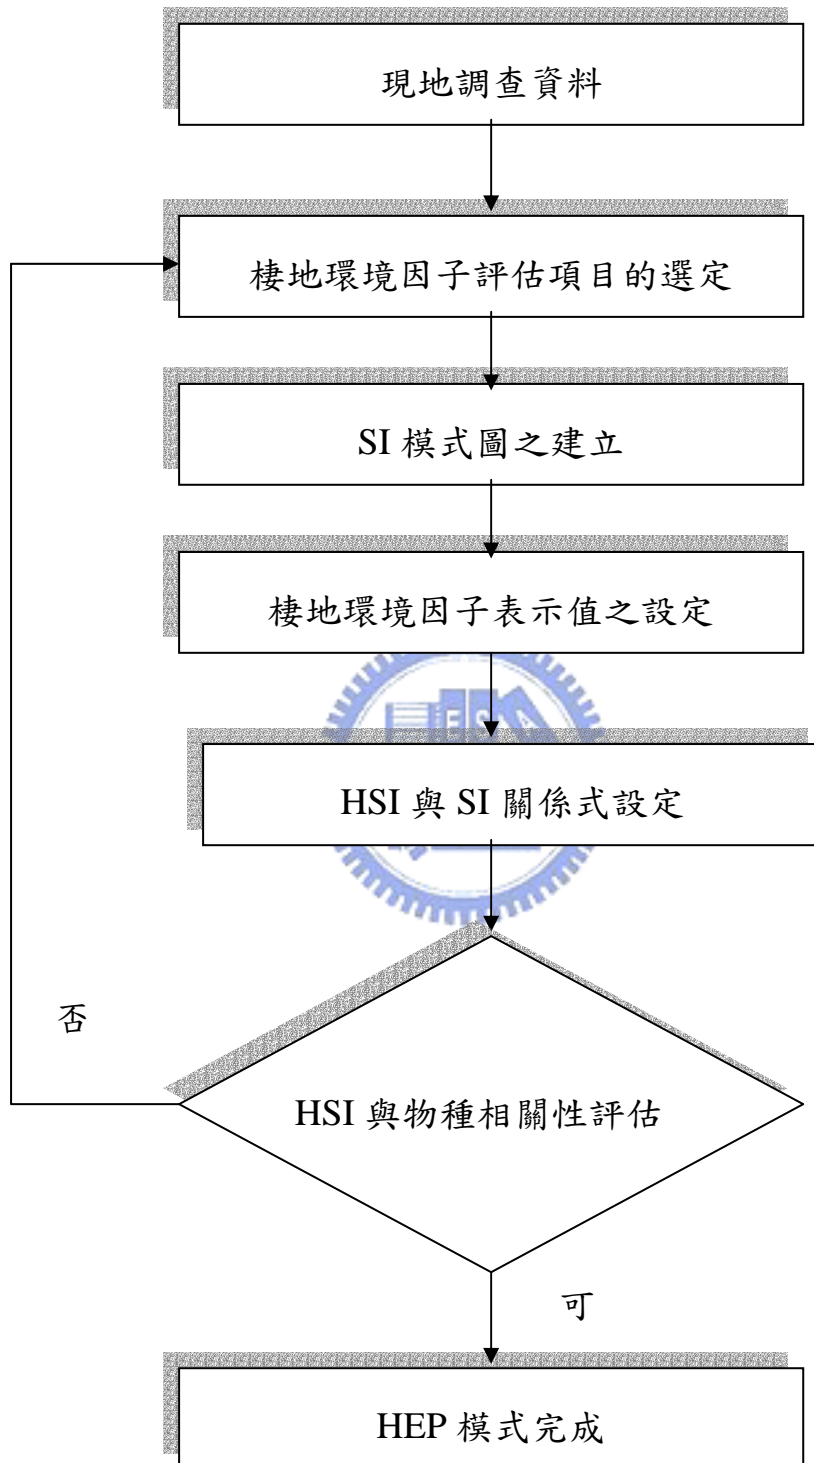 現地調查資料
棲地環境因子評估項目的選定
SI 模式圖之建立
棲地環境因子表示值之設定
HSI 與 SI 關係式設定
否
HSI 與物種相關性評估
可
HEP 模式完成